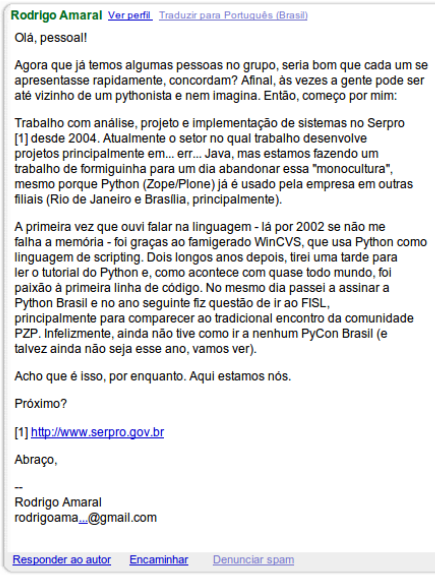 Rodrigo Amaral Ver perfil Traduzir para Português (Brasil)
Olá, pessoal!
Agora que já temos algumas pessoas no grupo, seria bom que cada um se
apresentasse rapidamente, concordam? Afinal, às vezes a gente pode ser
até vizinho de um pythonista e nem imagina. Então, começo por mim:
Trabalho com análise, projeto e implementação de sistemas no Serpro
[1] desde 2004. Atualmente o setor no qual trabalho desenvolve
projetos principalmente em... err... Java, mas estamos fazendo um
trabalho de formiguinha para um dia abandonar essa "monocultura",
mesmo porque Python (Zope/Plone) já é usado pela empresa em outras
filiais (Rio de Janeiro e Brasília, principalmente).
A primeira vez que ouvi falar na linguagem - lá por 2002 se não me
falha a memória - foi graças ao famigerado WinCVS, que usa Python como
linguagem de scripting. Dois longos anos depois, tirei uma tarde para
ler o tutorial do Python e, como acontece com quase todo mundo, foi
paixão à primeira linha de código. No mesmo dia passei a assinar a
Python Brasil e no ano seguinte fiz questão de ir ao FISL,
principalmente para comparecer ao tradicional encontro da comunidade
PZP. Infelizmente, ainda não tive como ir a nenhum PyCon Brasil (e
talvez ainda não seja esse ano, vamos ver).
Acho que é isso, por enquanto. Aqui estamos nós.
Próximo?
[1] http://www.serpro.gov.br
Abraço,
--
Rodrigo Amaral
rodrigoama...@gmail.com
Responder ao autor Encaminhar Denunciar spam